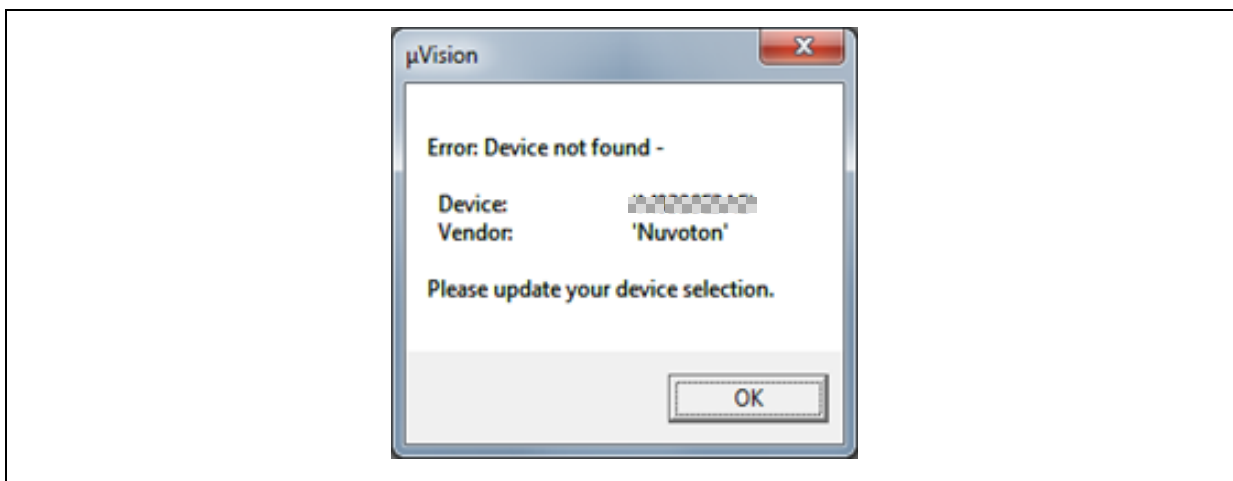 µVision
Error: Device not found -
Device:
Vendor: 'Nuvoton'
Please update your device selection.
OK